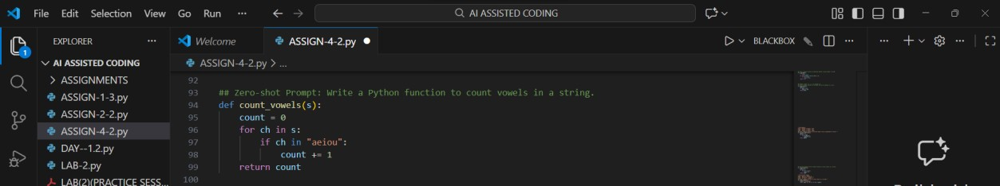 File Edit Selection View Go Run ··· AI ASSISTED CODING
EXPLORER ···
Welcome ASSIGN-4-2.py BLACKBOX ··· ···
AI ASSISTED CODING
ASSIGNMENTS
ASSIGN-1-3.py
ASSIGN-2-2.py
ASSIGN-4-2.py
DAY--1.2.py
LAB-2.py
LAB(2)(PRACTICE SESS...
1
ASSIGN-4-2.py > ...
92
93 ## Zero-shot Prompt: Write a Python function to count vowels in a string.
94 def count_vowels(s):
95     count = 0
96     for ch in s:
97         if ch in "aeiou":
98             count += 1
99     return count
100